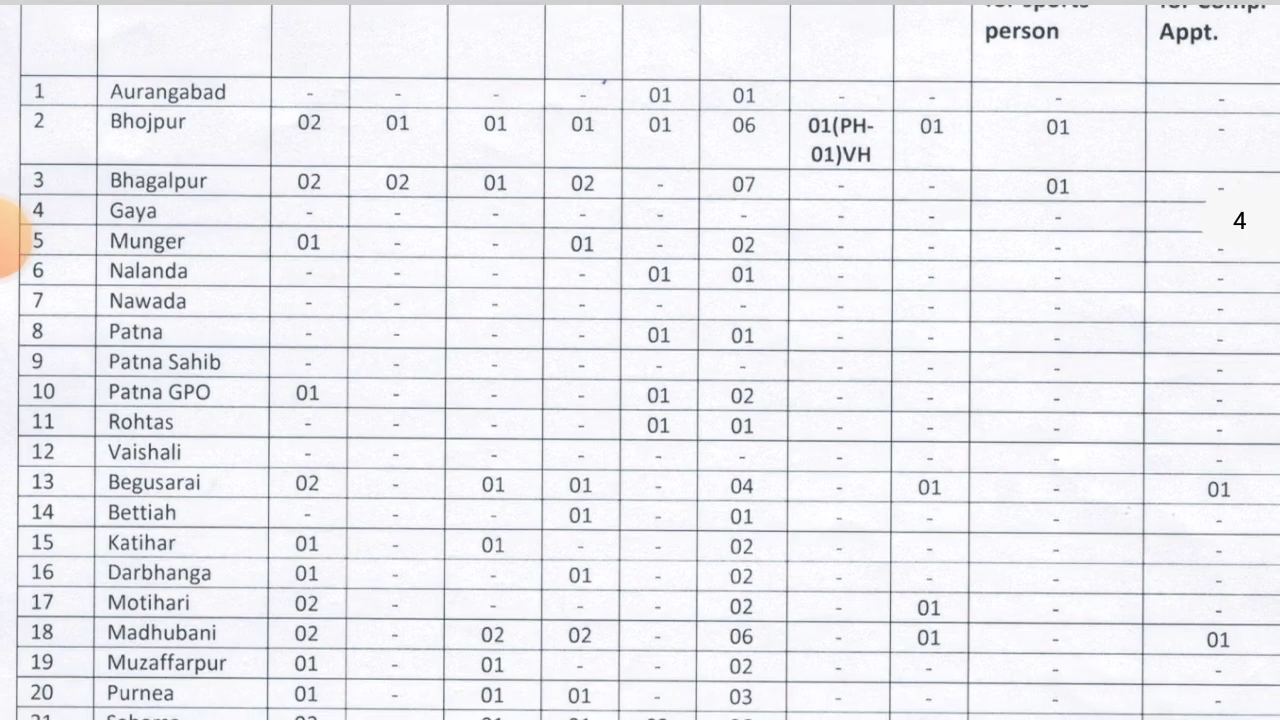 for sports
person
for Compl.
Appt.
1 Aurangabad - - - - 01 01 - - - -
2 Bhojpur 02 01 01 01 01 06 01(PH-01)VH 01 01 -
3 Bhagalpur 02 02 01 02 - 07 - - 01 -
4 Gaya - - - - - - - - - -
4
5 Munger 01 - - 01 - 02 - - - -
6 Nalanda - - - - 01 01 - - - -
7 Nawada - - - - - - - - - -
8 Patna - - - - 01 01 - - - -
9 Patna Sahib - - - - - - - - - -
10 Patna GPO 01 - - - 01 02 - - - -
11 Rohtas - - - - 01 01 - - - -
12 Vaishali - - - - - - - - - -
13 Begusarai 02 - 01 01 - 04 - 01 - 01
14 Bettiah - - - 01 - 01 - - - -
15 Katihar 01 - 01 - - 02 - - - -
16 Darbhanga 01 - - 01 - 02 - - - -
17 Motihari 02 - - - - 02 - 01 - -
18 Madhubani 02 - 02 02 - 06 - 01 - 01
19 Muzaffarpur 01 - 01 - - 02 - - - -
20 Purnea 01 - 01 01 - 03 - - - -